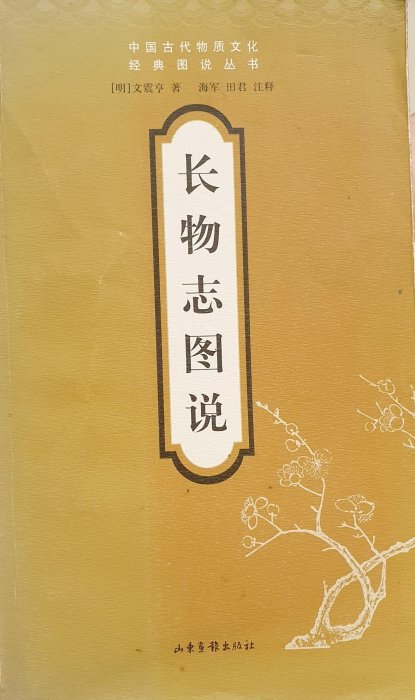 中国古代物质文化
经典图说丛书
[明]文震亨 著 海军 田君 注释
长物志图说
山东画报出版社